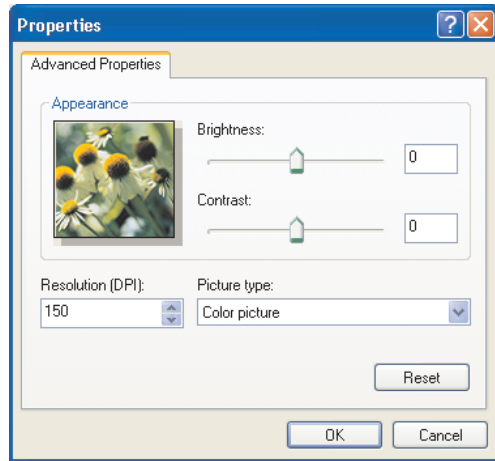 Properties
Advanced Properties
Appearance
Brightness:
0
Contrast:
0
Resolution (DPI):
150
Picture type:
Color picture
Reset
OK
Cancel